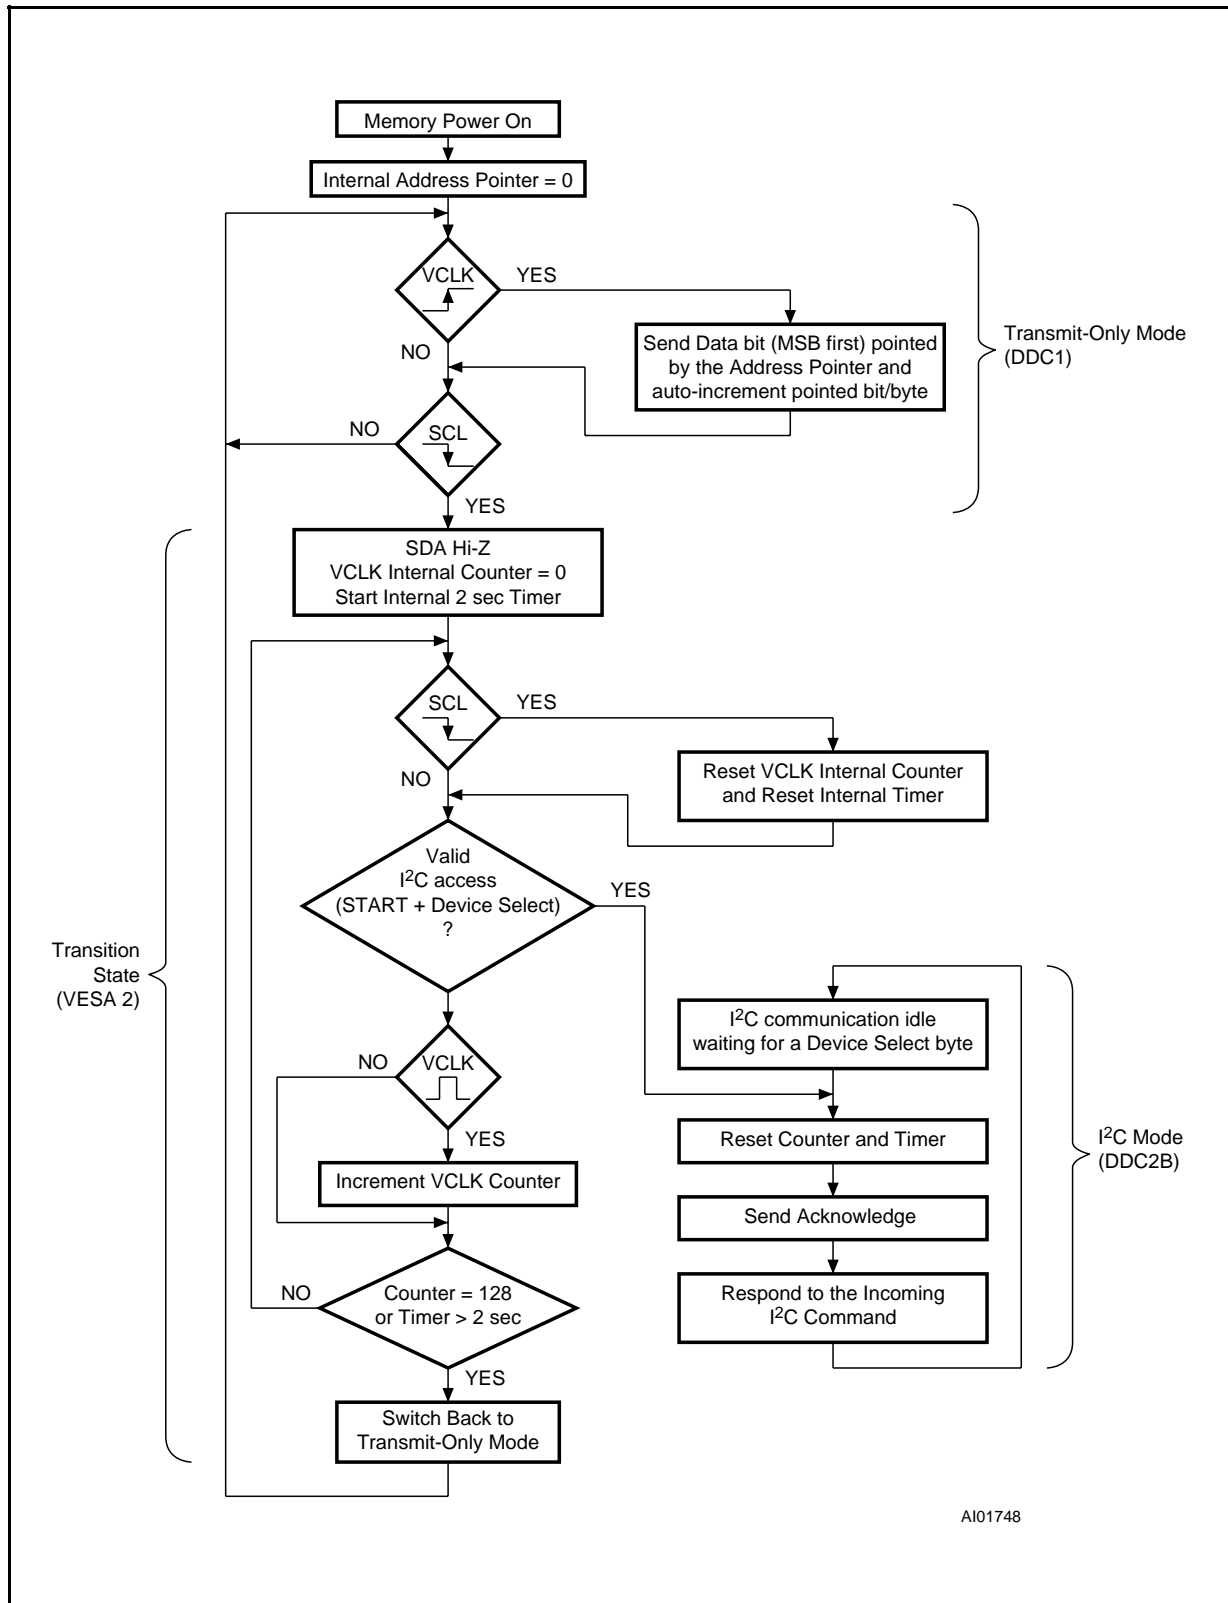 Memory Power On
Internal Address Pointer = 0
VCLK
YES
NO
Send Data bit (MSB first) pointed
by the Address Pointer and
auto-increment pointed bit/byte
Transmit-Only Mode
(DDC1)
NO
SCL
YES
SDA Hi-Z
VCLK Internal Counter = 0
Start Internal 2 sec Timer
SCL
YES
NO
Reset VCLK Internal Counter
and Reset Internal Timer
Valid
I2C access
(START + Device Select)
?
YES
Transition
State
(VESA 2)
I2C communication idle
waiting for a Device Select byte
NO
VCLK
YES
Reset Counter and Timer
I2C Mode
(DDC2B)
Increment VCLK Counter
Send Acknowledge
NO
Counter = 128
or Timer > 2 sec
Respond to the Incoming
I2C Command
YES
Switch Back to
Transmit-Only Mode
AI01748